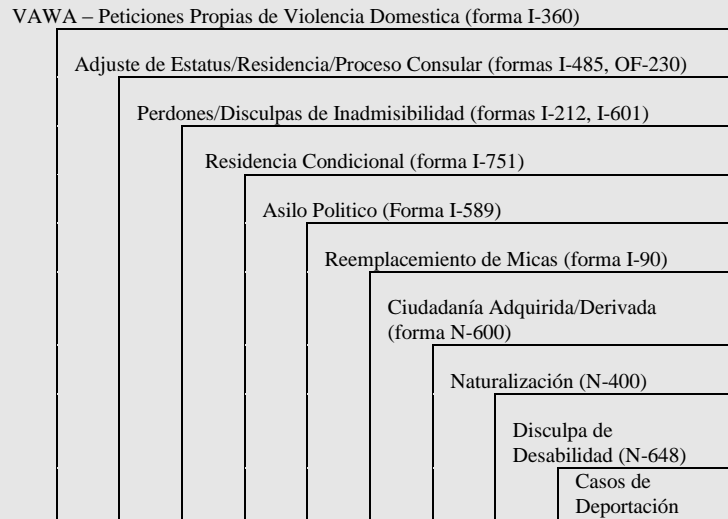 VAWA – Peticiones Propias de Violencia Domestica (forma I-360)
Adjuste de Estatus/Residencia/Proceso Consular (formas I-485, OF-230)
Perdones/Disculpas de Inadmisibilidad (formas I-212, I-601)
Residencia Condicional (forma I-751)
Asilo Politico (Forma I-589)
Reemplacemiento de Micas (forma I-90)
Ciudadanía Adquirida/Derivada
(forma N-600)
Naturalización (N-400)
Disculpa de
Desabilidad (N-648)
Casos de
Deportación